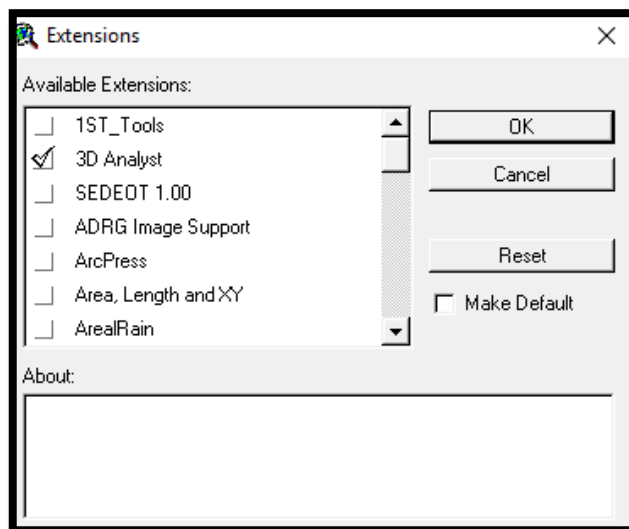 Extensions
Available Extensions:
1ST_Tools
3D Analyst
SEDEOT 1.00
ADRG Image Support
ArcPress
Area, Length and XY
ArealRain
OK
Cancel
Reset
Make Default
About: